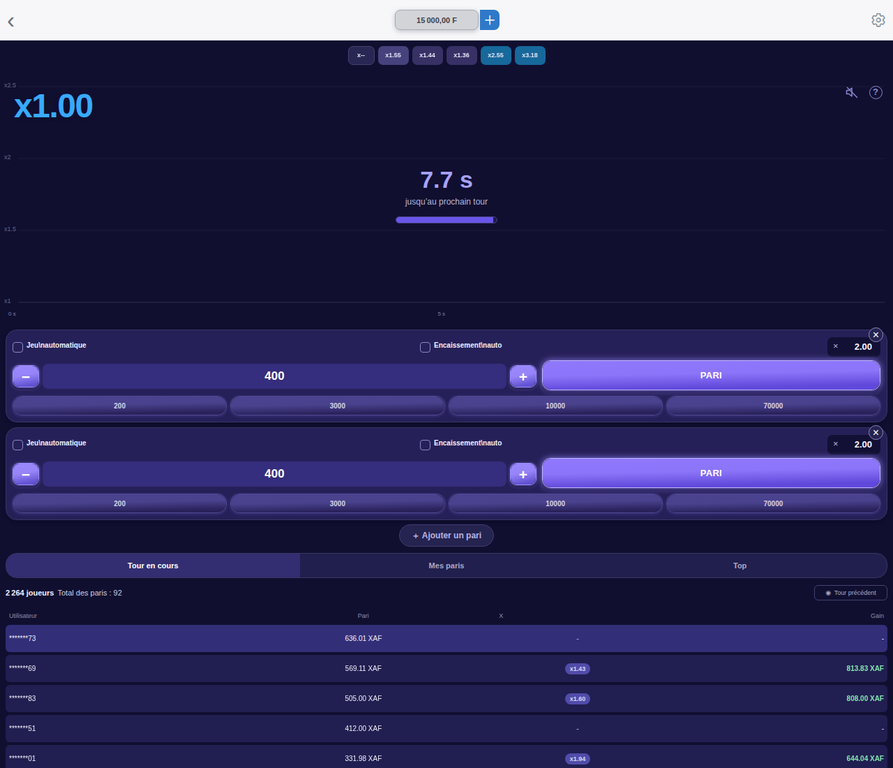 15 000,00 F
x-- x1.55 x1.44 x1.36 x2.55 x3.18
x2.5
x1.00
?
x2
7.7 s
jusqu'au prochain tour
x1.5
x1
0 s 5 s
Jeu\nautomatique Encaissement\nauto × 2.00
− 400 + PARI
200 3000 10000 70000
Jeu\nautomatique Encaissement\nauto × 2.00
− 400 + PARI
200 3000 10000 70000
+ Ajouter un pari
Tour en cours Mes paris Top
2 264 joueurs Total des paris : 92 Tour précédent
Utilisateur Pari X Gain
*******73 636.01 XAF - -
*******69 569.11 XAF x1.43 813.83 XAF
*******83 505.00 XAF x1.60 808.00 XAF
*******51 412.00 XAF - -
*******01 331.98 XAF x1.94 644.04 XAF